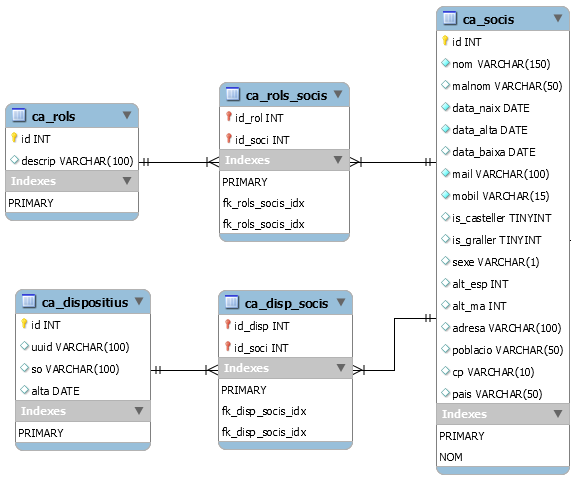 ca_rols
id INT
descrip VARCHAR(100)
Indexes
PRIMARY
ca_rols_socis
id_rol INT
id_soci INT
Indexes
PRIMARY
fk_rols_socis_idx
fk_rols_socis_idx
ca_socis
id INT
nom VARCHAR(150)
malnom VARCHAR(50)
data_naix DATE
data_alta DATE
data_baixa DATE
mail VARCHAR(100)
mobil VARCHAR(15)
is_casteller TINYINT
is_graller TINYINT
sexe VARCHAR(1)
alt_esp INT
alt_ma INT
adresa VARCHAR(100)
poblacio VARCHAR(50)
cp VARCHAR(10)
pais VARCHAR(50)
Indexes
PRIMARY
NOM
ca_dispositius
id INT
uuid VARCHAR(100)
so VARCHAR(100)
alta DATE
Indexes
PRIMARY
ca_disp_socis
id_disp INT
id_soci INT
Indexes
PRIMARY
fk_disp_socis_idx
fk_disp_socis_idx